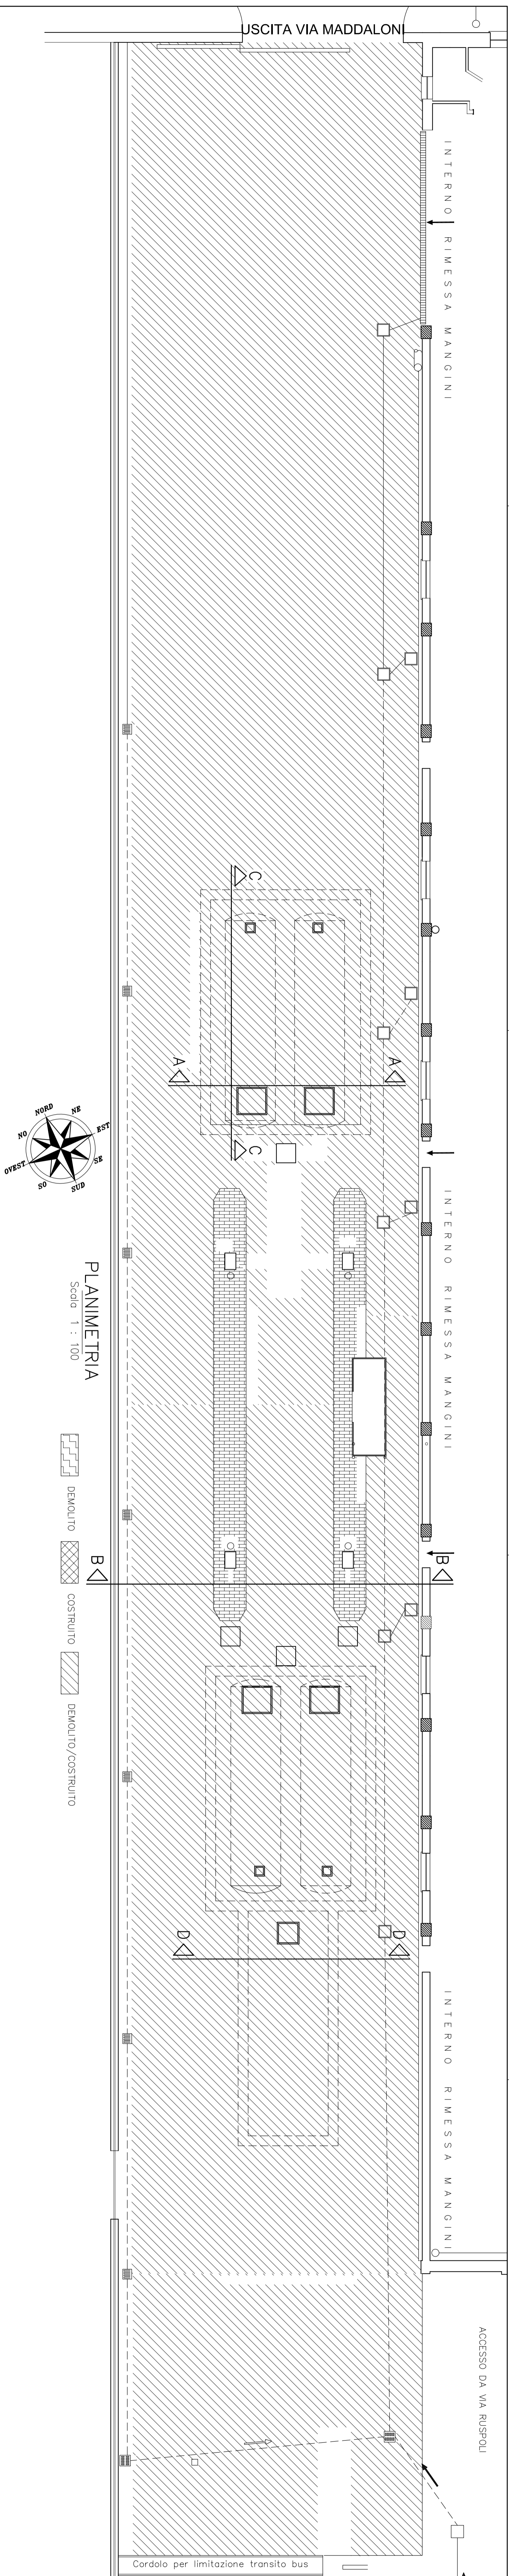 USCITA VIA MADDALONI
INTERNO RIMESSA MANGINI
C
A
A
C
NORD
NE
EST
SE
SUD
SO
OVEST
NO
INTERNO RIMESSA MANGINI
PLANIMETRIA
Scala 1 : 100
DEMOLITO
COSTRUITO
DEMOLITO/COSTRUITO
B
B
D
D
INTERNO RIMESSA MANGINI
ACCESSO DA VIA RUSPOLI
Cordolo per limitazione transito bus